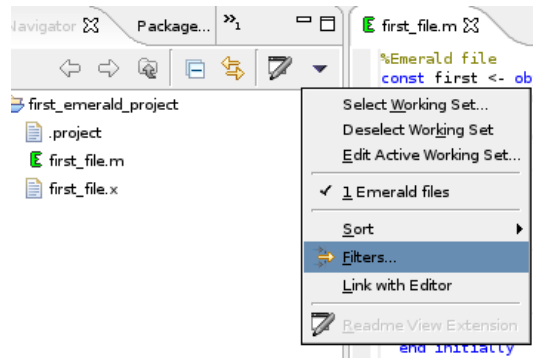 Navigator
Package...
»1
first_file.m
%Emerald file
const first <- ob
first_emerald_project
.project
first_file.m
first_file.x
Select Working Set...
Deselect Working Set
Edit Active Working Set...
1 Emerald files
Sort
Filters...
Link with Editor
Readme View Extension
end initially